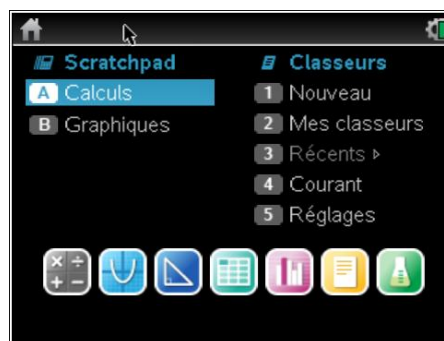 Scratchpad
A Calculs
B Graphiques
Classeurs
1 Nouveau
2 Mes classeurs
3 Récents ▹
4 Courant
5 Réglages